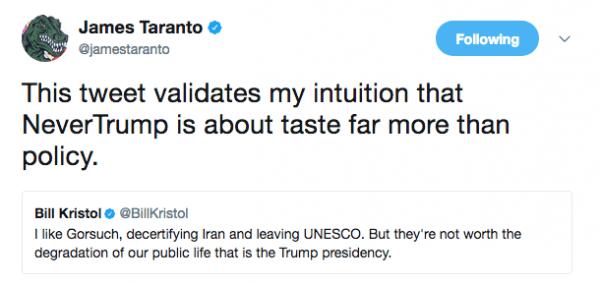 James Taranto
@jamestaranto
Following
This tweet validates my intuition that
NeverTrump is about taste far more than
policy.
Bill Kristol @BillKristol
I like Gorsuch, decertifying Iran and leaving UNESCO. But they're not worth the
degradation of our public life that is the Trump presidency.